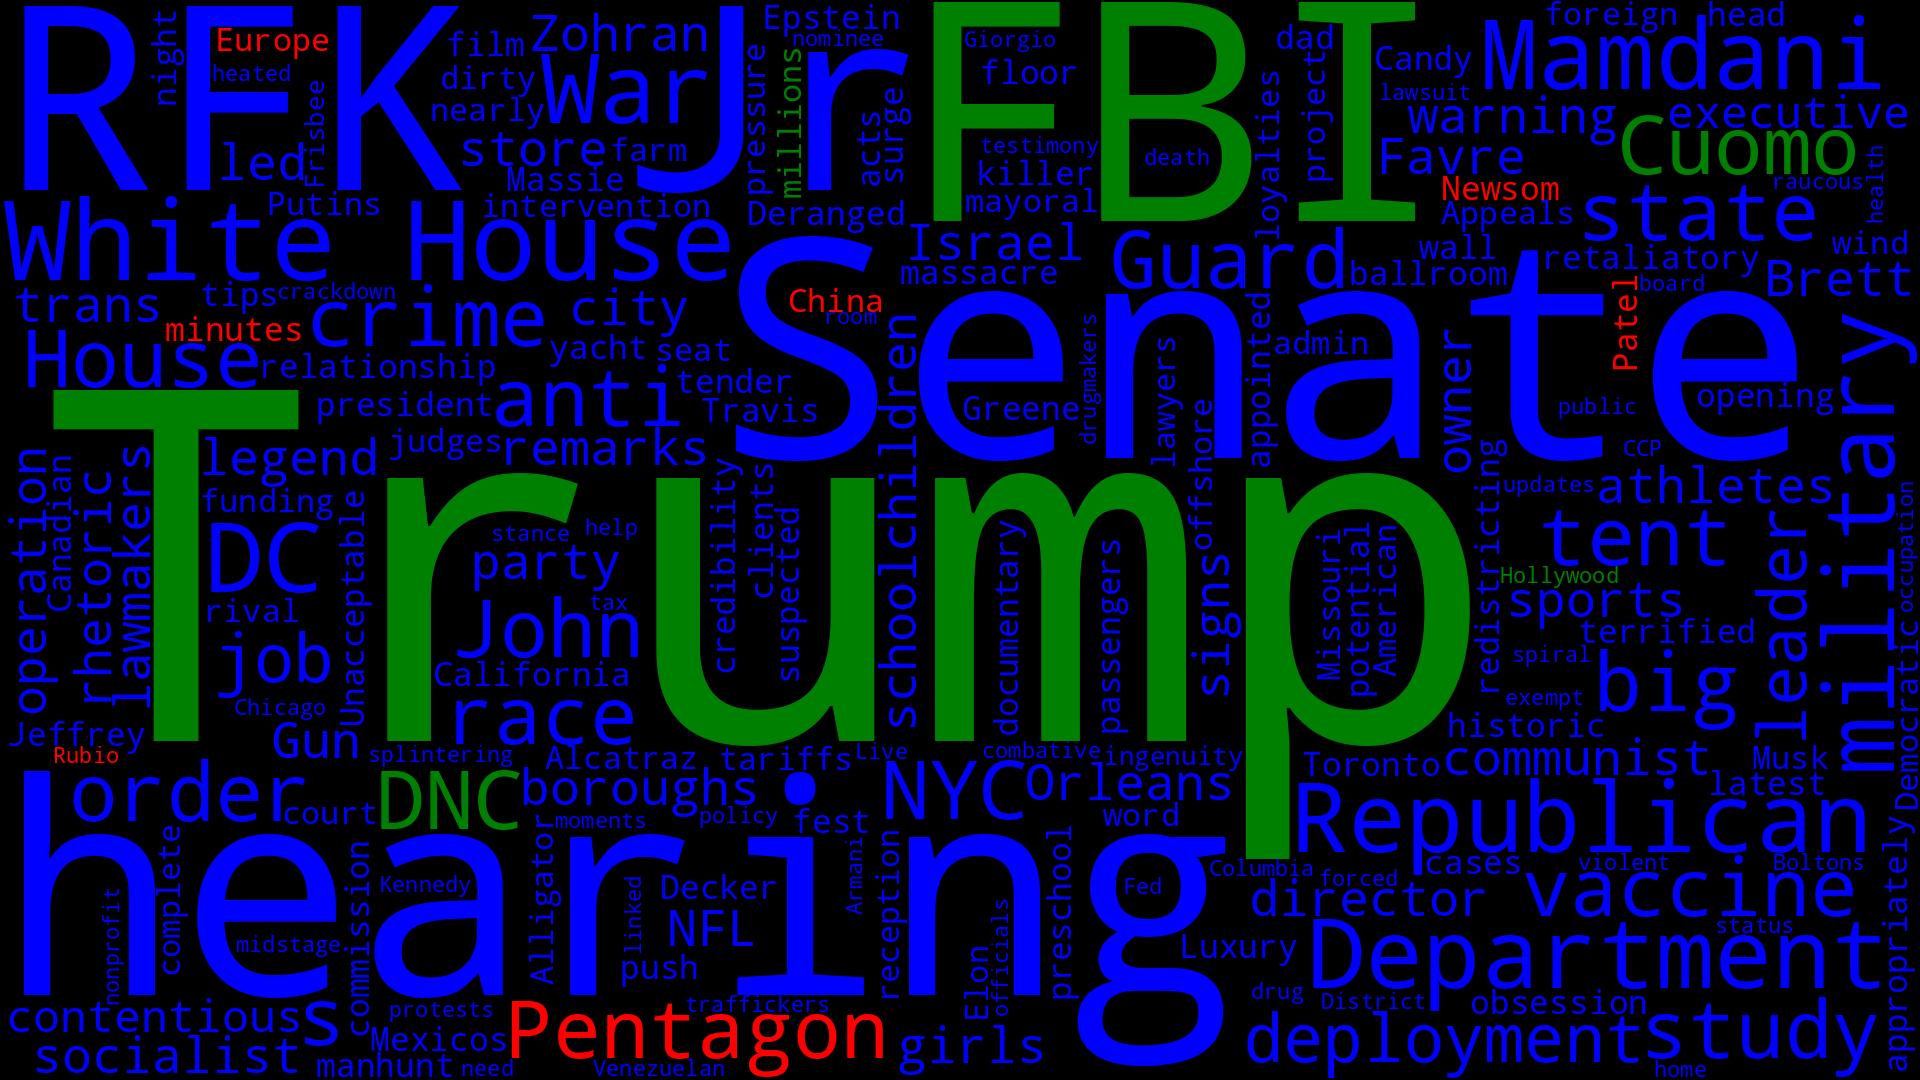 RFK Jr
FBI
Senate
Trump
hearing
night
Europe
heated
Frisbee
led
film
Zohran
dirty
War
nearly
store
farm
Massie
Epstein
nominee
pressure
millions
acts
surge
Giorgio
floor
testimony
killer
mayoral
death
dad
loyalties
project
foreign
head
Candy
Mamdani
lawsuit
warning
executive
Favre
Cuomo
Newsom
raucous
health
Appeals
state
White House
Putins
intervention
Deranged
Israel
massacre
Guard
wall
ballroom
retaliatory
wind
Brett
board
trans
tips
crackdown
minutes
crime
city
China
room
Patel
military
House
relationship
yacht
seat
president
anti
tender
Travis
schoolchildren
Greene
drugmakers
lawyers
appointed
admin
owner
public
opening
judges
remarks
legend
funding
offshore
CCP
operation
Canadian
rhetoric
lawmakers
DC
Unacceptable
stance
help
party
credibility
clients
suspected
documentary
passengers
signs
Missouri
potential
American
redistricting
updates
athletes
tent
leader
occupation
Hollywood
sports
terrified
rival
tax
job
John
California
spiral
exempt
big
Chicago
race
historic
Jeffrey
Rubio
Gun
splintering
Alcatraz
tariffs
Live
combative
ingenuity
Toronto
communist
Musk
latest
Democratic
order
court
DNC
boroughs
moments
policy
fest
NYC
Orleans
word
Republican
complete
commission
Kennedy
Alligator
linked
Decker
NFL
push
Armani
reception
preschool
Fed
Columbia
forced
cases
violent
Boltons
director
vaccine
appropriately
nonprofit
midstage
Elon
officials
Luxury
Department
status
contentious
s
protests
Pentagon
traffickers
drug
District
obsession
socialist
Mexicos
manhunt
need
Venezuelan
girls
deployment
study
home